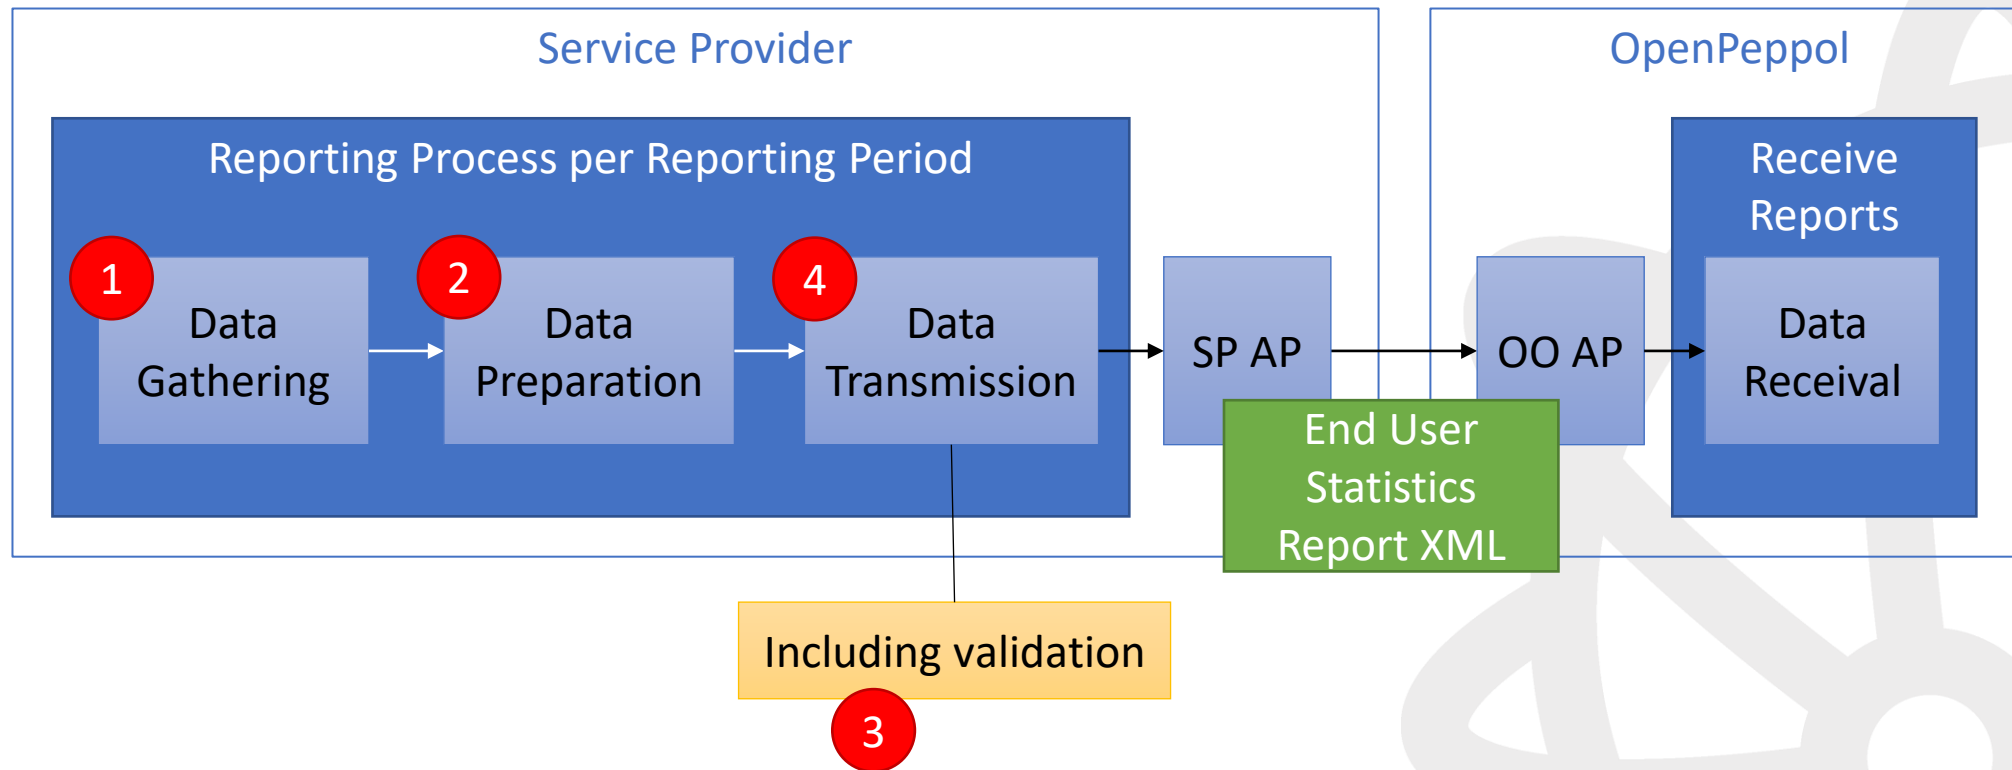 Service Provider
OpenPeppol
Reporting Process per Reporting Period
Receive
Reports
1
2
4
Data
Gathering
Data
Preparation
Data
Transmission
SP AP
OO AP
Data
Receival
End User
Statistics
Report XML
Including validation
3